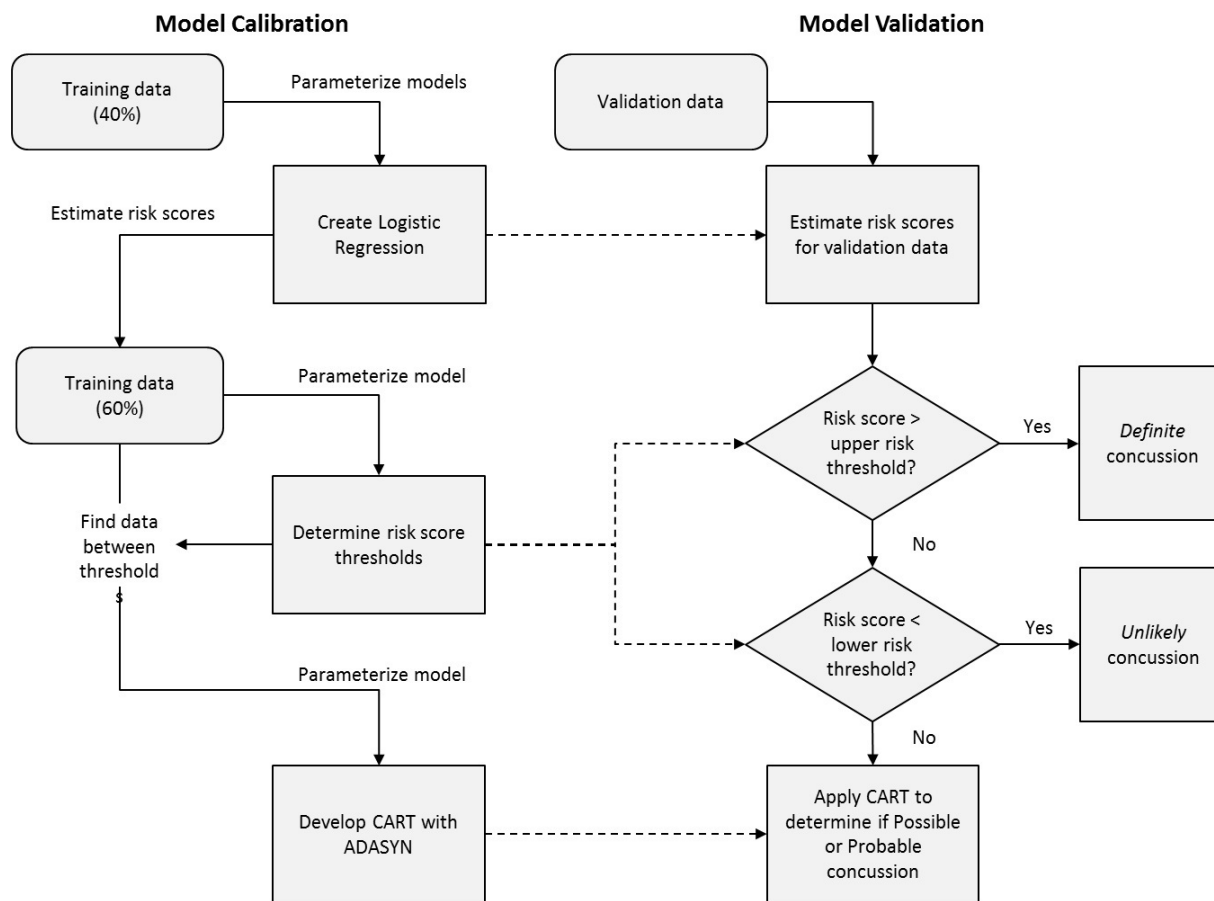 Model Calibration
Model Validation
Training data
(40%)
Parameterize models
Validation data
Estimate risk scores
Create Logistic
Regression
Estimate risk scores
for validation data
Training data
(60%)
Parameterize model
Risk score >
upper risk
threshold?
Yes
Definite
concussion
Find data
between
threshold
s
Determine risk score
thresholds
No
Risk score <
lower risk
threshold?
Yes
Unlikely
concussion
Parameterize model
No
Develop CART with
ADASYN
Apply CART to
determine if Possible
or Probable
concussion